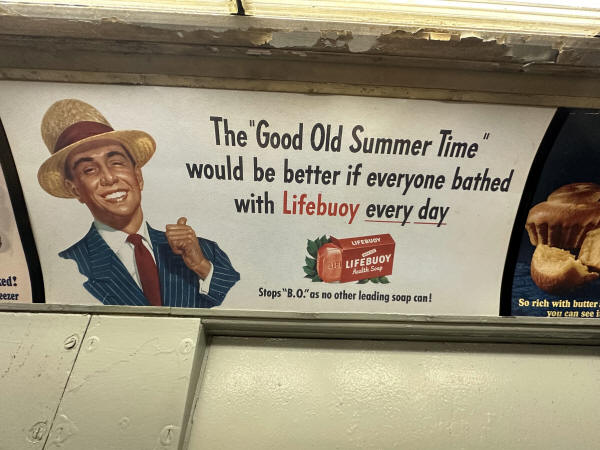 The "Good Old Summer Time"
would be better if everyone bathed
with Lifebuoy every day
LIFEBUOY
LIFEBUOY
Health Soap
Stops "B.O." as no other leading soap can!
ked!
eezer
So rich with butter
you can see i